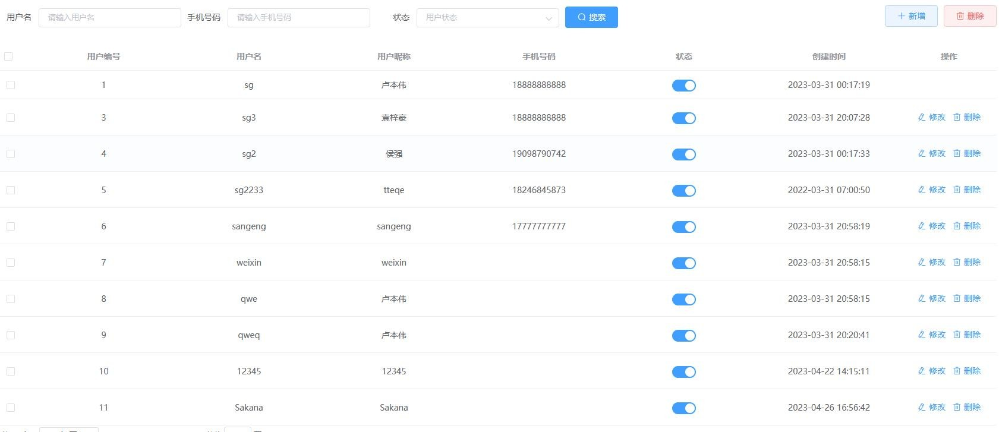 用户名 请输入用户名 手机号码 请输入手机号码 状态 用户状态 搜索 新增 删除
用户编号 用户名 用户昵称 手机号码 状态 创建时间 操作
1 sg 卢本伟 18888888888 2023-03-31 00:17:19
3 sg3 袁梓豪 18888888888 2023-03-31 20:07:28 修改 删除
4 sg2 侯强 19098790742 2023-03-31 00:17:33 修改 删除
5 sg2233 tteqe 18246845873 2022-03-31 07:00:50 修改 删除
6 sangeng sangeng 17777777777 2023-03-31 20:58:19 修改 删除
7 weixin weixin 2023-03-31 20:58:15 修改 删除
8 qwe 卢本伟 2023-03-31 20:58:15 修改 删除
9 qweq 卢本伟 2023-03-31 20:20:41 修改 删除
10 12345 12345 2023-04-22 14:15:11 修改 删除
11 Sakana Sakana 2023-04-26 16:56:42 修改 删除